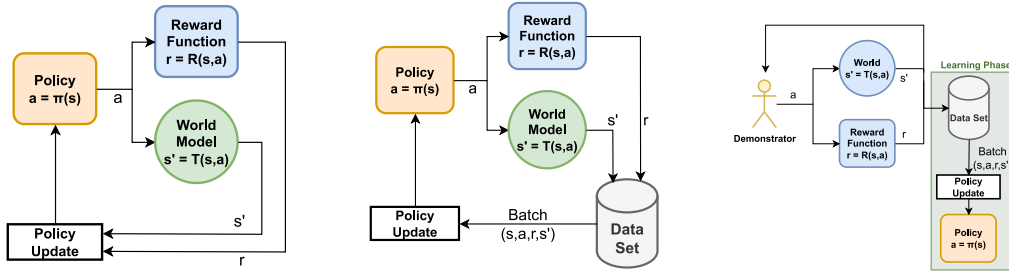 Reward
Function
r = R(s,a)
Policy
a = π(s)
a
World
Model
s' = T(s,a)
s'
Policy
Update
r
Reward
Function
r = R(s,a)
Policy
a = π(s)
a
World
Model
s' = T(s,a)
s'
r
Policy
Update
Batch
(s,a,r,s')
Data
Set
World
s' = T(s,a)
s'
a
Demonstrator
Reward
Function
r = R(s,a)
r
Learning Phase
Data Set
Batch
(s,a,r,s')
Policy
Update
Policy
a = π(s)